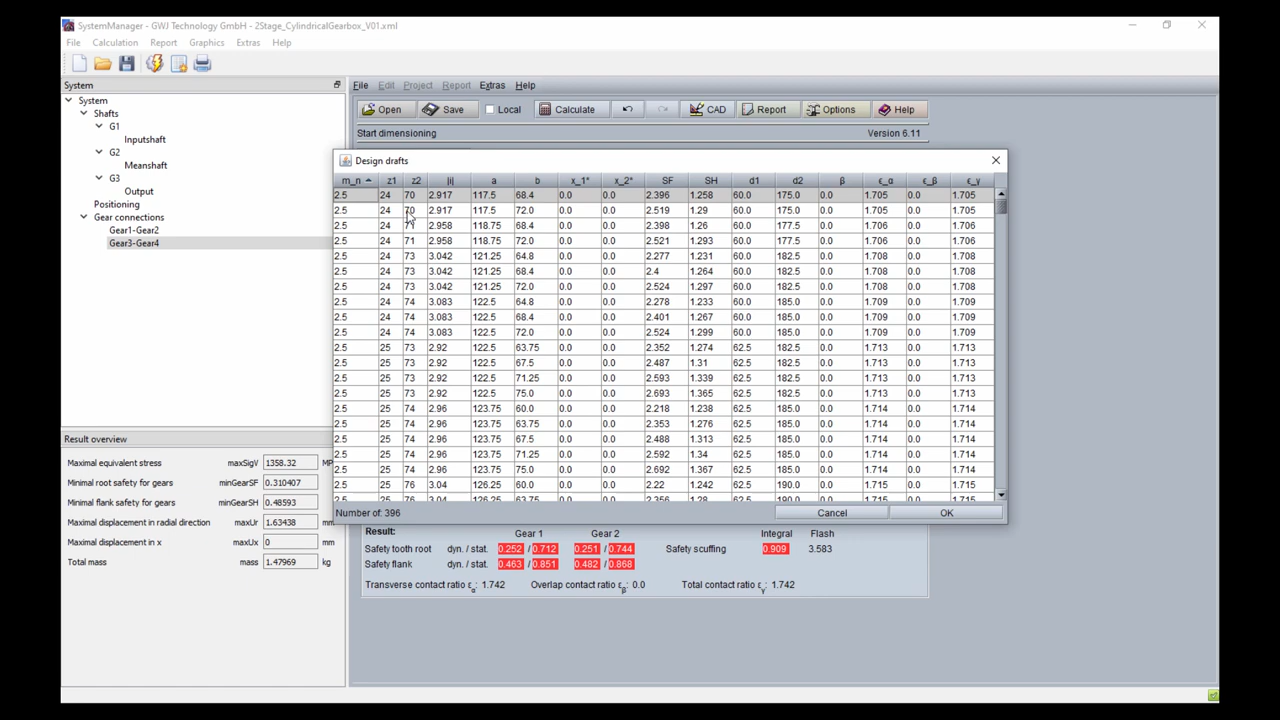 SystemManager - GWJ Technology GmbH - 2Stage_CylindricalGearbox_V01.xml
File Calculation Report Graphics Extras Help
System
System
Shafts
G1
Inputshaft
G2
Meanshaft
G3
Output
Positioning
Gear connections
Gear1-Gear2
Gear3-Gear4
Result overview
Maximal equivalent stress maxSigV 1358.32 MP
Minimal root safety for gears minGearSF 0.310407
Minimal flank safety for gears minGearSH 0.48593
Maximal displacement in radial direction maxUr 1.63438 mm
Maximal displacement in x maxUx 0 mm
Total mass mass 1.47969 kg
File Edit Project Report Extras Help
Open Save Local Calculate CAD Report Options Help
Start dimensioning Version 6.11
Design drafts
m_n z1 z2 |i| a b x_1* x_2* SF SH d1 d2 β ε_α ε_β ε_γ
2.5 24 70 2.917 117.5 68.4 0.0 0.0 2.396 1.258 60.0 175.0 0.0 1.705 0.0 1.705
2.5 24 70 2.917 117.5 72.0 0.0 0.0 2.519 1.29 60.0 175.0 0.0 1.705 0.0 1.705
2.5 24 71 2.958 118.75 68.4 0.0 0.0 2.398 1.26 60.0 177.5 0.0 1.706 0.0 1.706
2.5 24 71 2.958 118.75 72.0 0.0 0.0 2.521 1.293 60.0 177.5 0.0 1.706 0.0 1.706
2.5 24 73 3.042 121.25 64.8 0.0 0.0 2.277 1.231 60.0 182.5 0.0 1.708 0.0 1.708
2.5 24 73 3.042 121.25 68.4 0.0 0.0 2.4 1.264 60.0 182.5 0.0 1.708 0.0 1.708
2.5 24 73 3.042 121.25 72.0 0.0 0.0 2.524 1.297 60.0 182.5 0.0 1.708 0.0 1.708
2.5 24 74 3.083 122.5 64.8 0.0 0.0 2.278 1.233 60.0 185.0 0.0 1.709 0.0 1.709
2.5 24 74 3.083 122.5 68.4 0.0 0.0 2.401 1.267 60.0 185.0 0.0 1.709 0.0 1.709
2.5 24 74 3.083 122.5 72.0 0.0 0.0 2.524 1.299 60.0 185.0 0.0 1.709 0.0 1.709
2.5 25 73 2.92 122.5 63.75 0.0 0.0 2.352 1.274 62.5 182.5 0.0 1.713 0.0 1.713
2.5 25 73 2.92 122.5 67.5 0.0 0.0 2.487 1.31 62.5 182.5 0.0 1.713 0.0 1.713
2.5 25 73 2.92 122.5 71.25 0.0 0.0 2.593 1.339 62.5 182.5 0.0 1.713 0.0 1.713
2.5 25 73 2.92 122.5 75.0 0.0 0.0 2.693 1.365 62.5 182.5 0.0 1.713 0.0 1.713
2.5 25 74 2.96 123.75 60.0 0.0 0.0 2.218 1.238 62.5 185.0 0.0 1.714 0.0 1.714
2.5 25 74 2.96 123.75 63.75 0.0 0.0 2.353 1.276 62.5 185.0 0.0 1.714 0.0 1.714
2.5 25 74 2.96 123.75 67.5 0.0 0.0 2.488 1.313 62.5 185.0 0.0 1.714 0.0 1.714
2.5 25 74 2.96 123.75 71.25 0.0 0.0 2.592 1.34 62.5 185.0 0.0 1.714 0.0 1.714
2.5 25 74 2.96 123.75 75.0 0.0 0.0 2.692 1.367 62.5 185.0 0.0 1.714 0.0 1.714
2.5 25 76 3.04 126.25 60.0 0.0 0.0 2.22 1.242 62.5 190.0 0.0 1.715 0.0 1.715
2.5 25 76 3.04 126.25 63.75 0.0 0.0 2.356 1.28 62.5 190.0 0.0 1.715 0.0 1.715
Number of: 396 Cancel OK
Result: Gear 1 Gear 2 Integral Flash
Safety tooth root dyn. / stat. 0.252 / 0.712 0.251 / 0.744 Safety scuffing 0.909 3.583
Safety flank dyn. / stat. 0.463 / 0.851 0.482 / 0.868
Transverse contact ratio εα: 1.742 Overlap contact ratio εβ: 0.0 Total contact ratio εγ: 1.742